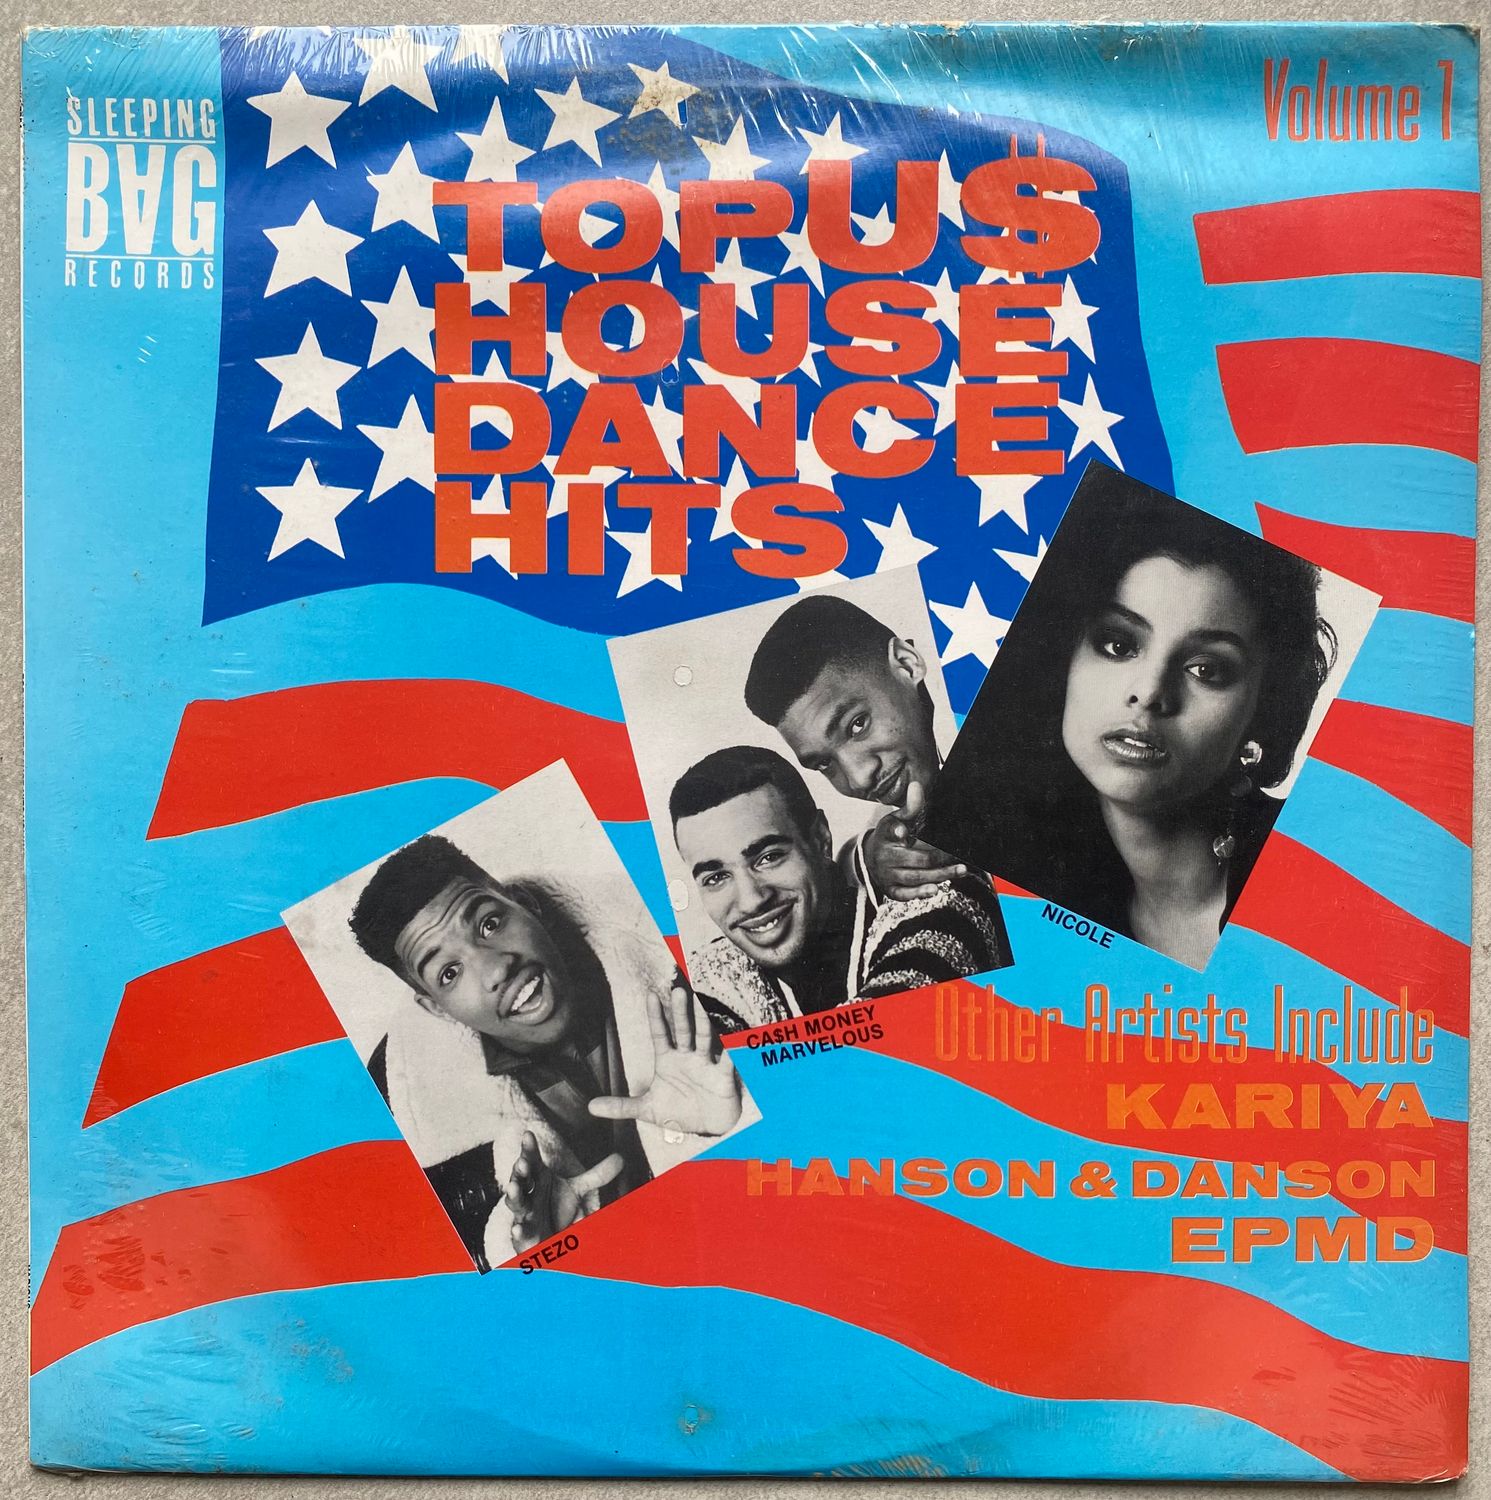 SLEEPING
BAG
RECORDS
Volume 1
TOPU$
HOUSE
DANCE
HITS
NICOLE
CA$H MONEY
MARVELOUS
STEZO
Other Artists Include
KARIYA
HANSON & DANSON
EPMD